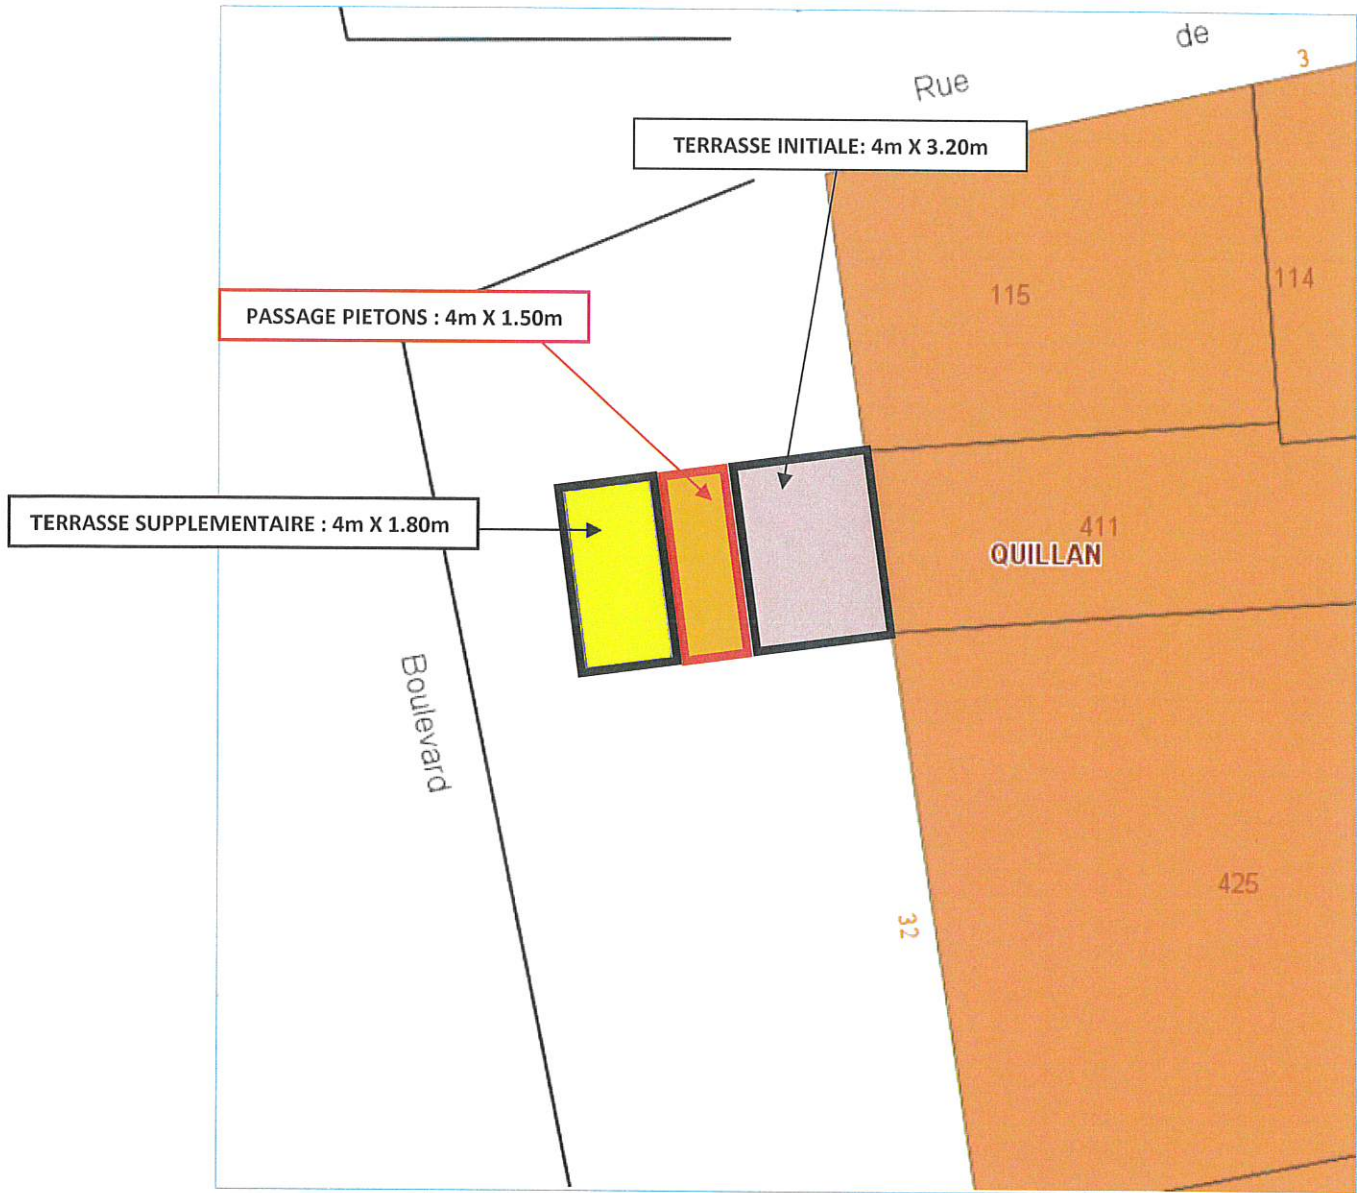 de
3
Rue
TERRASSE INITIALE: 4m X 3.20m
115
114
PASSAGE PIETONS : 4m X 1.50m
TERRASSE SUPPLEMENTAIRE : 4m X 1.80m
411
QUILLAN
Boulevard
425
32